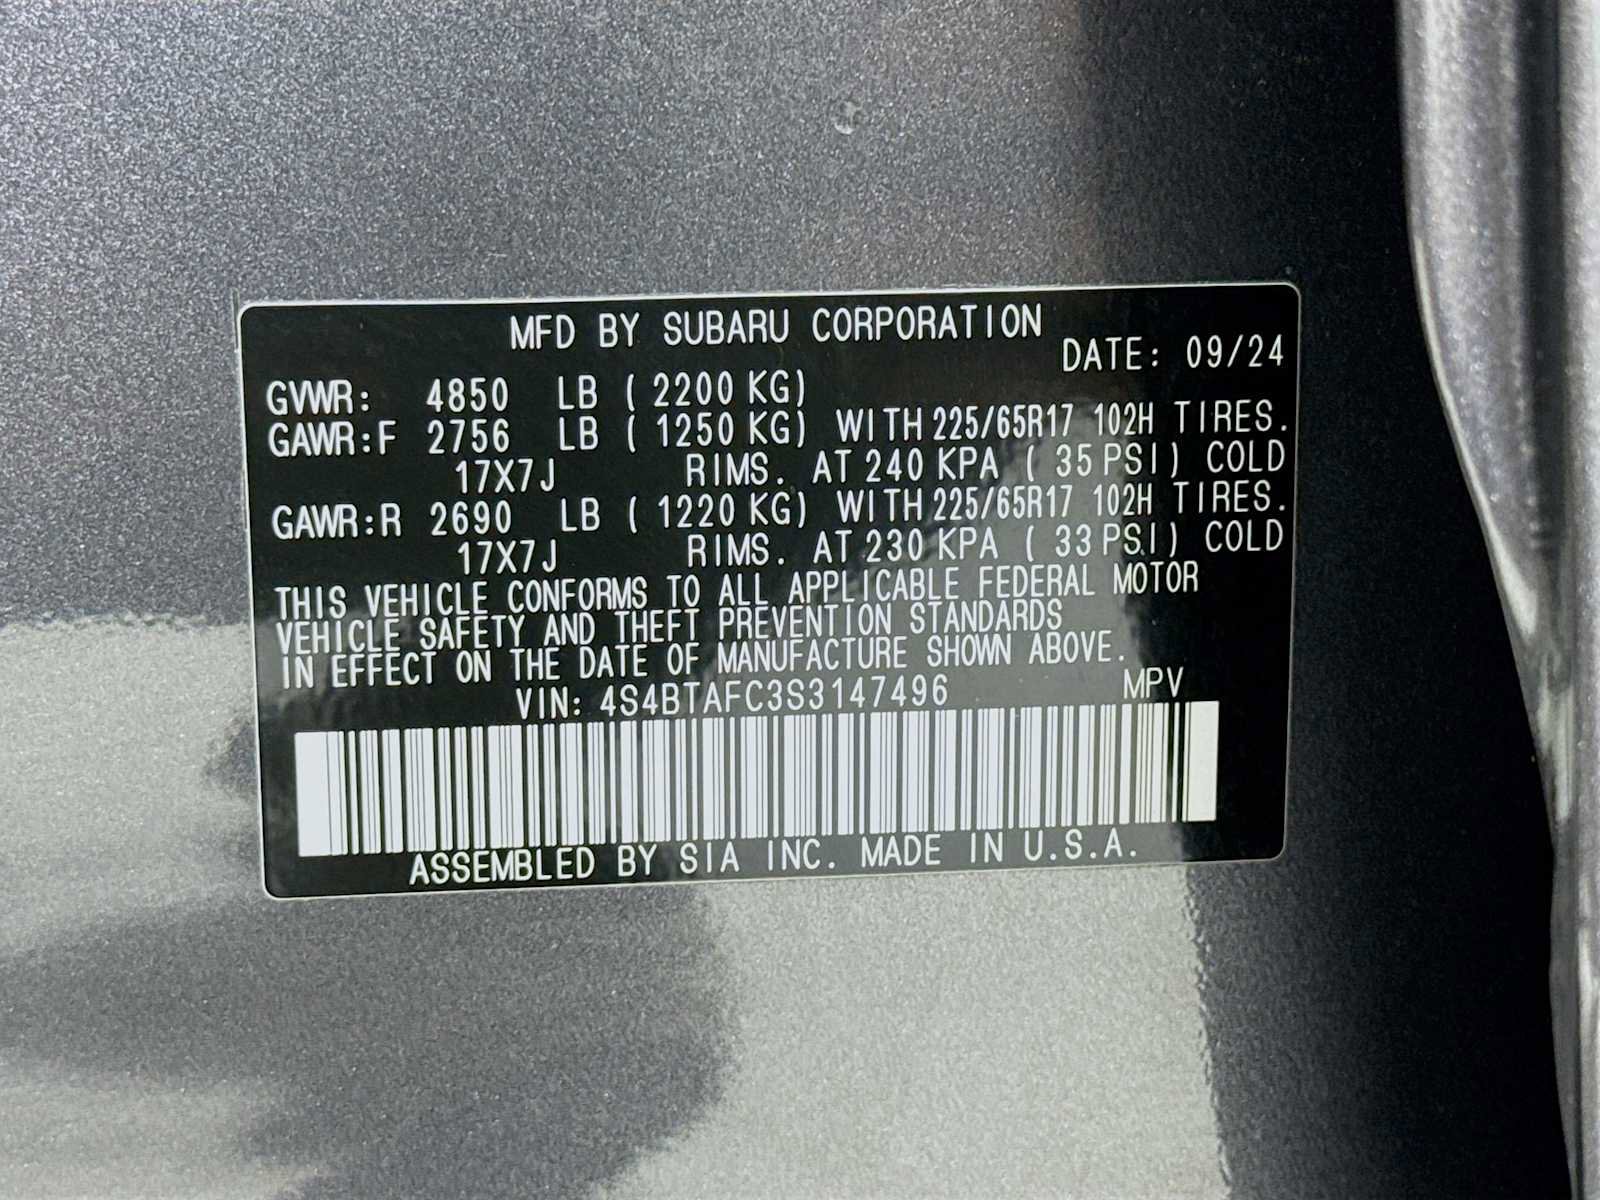 MFD BY SUBARU CORPORATION
DATE: 09/24
GVWR: 4850 LB ( 2200 KG)
GAWR:F 2756 LB ( 1250 KG) WITH 225/65R17 102H TIRES.
17X7J RIMS. AT 240 KPA ( 35 PSI) COLD
GAWR:R 2690 LB ( 1220 KG) WITH 225/65R17 102H TIRES.
17X7J RIMS. AT 230 KPA ( 33 PSI) COLD
THIS VEHICLE CONFORMS TO ALL APPLICABLE FEDERAL MOTOR
VEHICLE SAFETY AND THEFT PREVENTION STANDARDS
IN EFFECT ON THE DATE OF MANUFACTURE SHOWN ABOVE.
VIN: 4S4BTAFC3S3147496 MPV
ASSEMBLED BY SIA INC. MADE IN U.S.A.